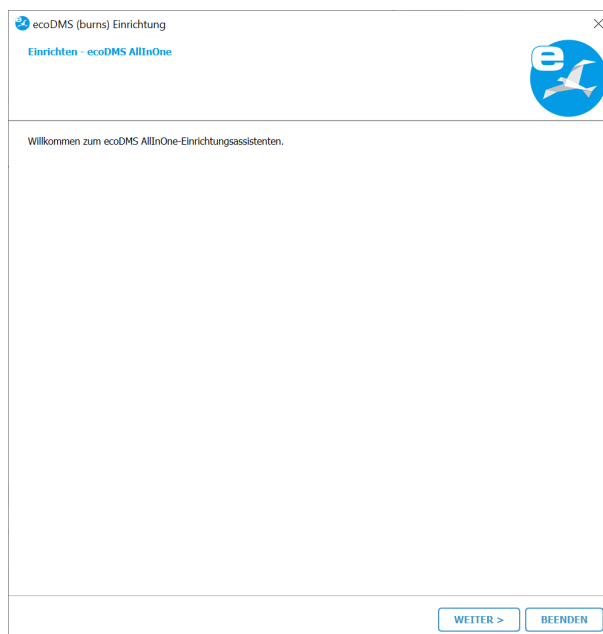 ecoDMS (burns) Einrichtung
Einrichten - ecoDMS AllInOne
e
Willkommen zum ecoDMS AllInOne-Einrichtungsassistenten.
WEITER >
BEENDEN